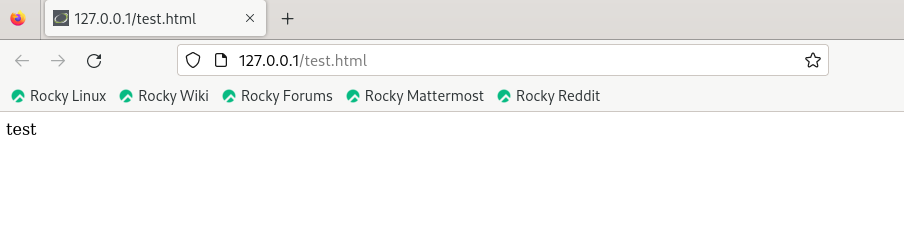 127.0.0.1/test.html
127.0.0.1/test.html
Rocky Linux Rocky Wiki Rocky Forums Rocky Mattermost Rocky Reddit
test